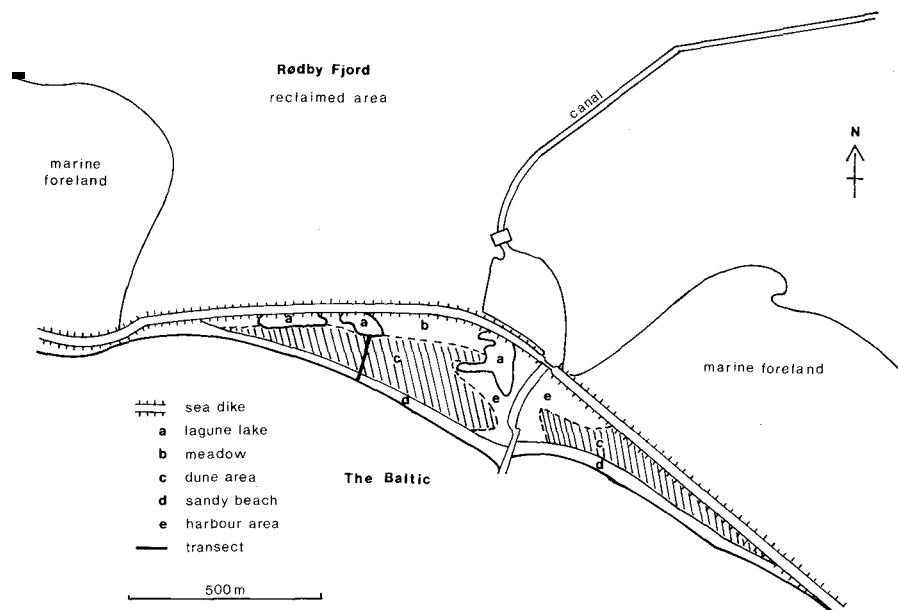 Rødby Fjord
reclaimed area
canal
N
marine
foreland
a
a
b
a
c
e
e
marine foreland
d
c
d
sea dike
a lagune lake
b meadow
c dune area
d sandy beach
e harbour area
transect
The Baltic
500 m